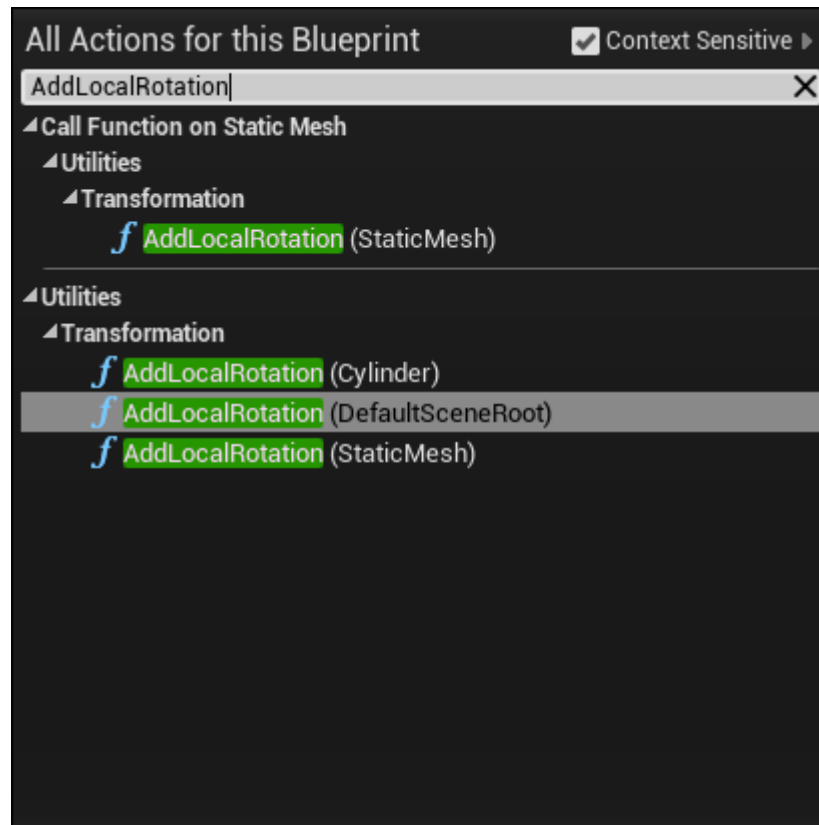 All Actions for this Blueprint Context Sensitive
AddLocalRotation
Call Function on Static Mesh
Utilities
Transformation
f AddLocalRotation (StaticMesh)
Utilities
Transformation
f AddLocalRotation (Cylinder)
f AddLocalRotation (DefaultSceneRoot)
f AddLocalRotation (StaticMesh)